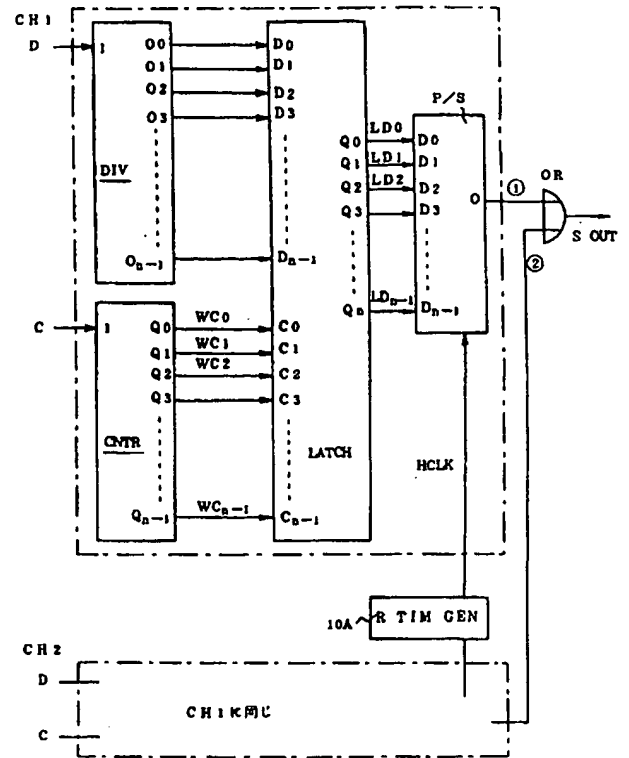 CH1
D
I
O0
O1
O2
O3
DIV
On-1
D0
D1
D2
D3
Dn-1
Q0
Q1
Q2
Q3
Qn
LD0
LD1
LD2
LDn-1
P/S
D0
D1
D2
D3
Dn-1
O
①
OR
S OUT
②
C
I
Q0
Q1
Q2
Q3
CNTR
Qn-1
WC0
WC1
WC2
WCn-1
C0
C1
C2
C3
LATCH
Cn-1
HCLK
10A
R TIM GEN
CH2
D
C
CH1に同じ